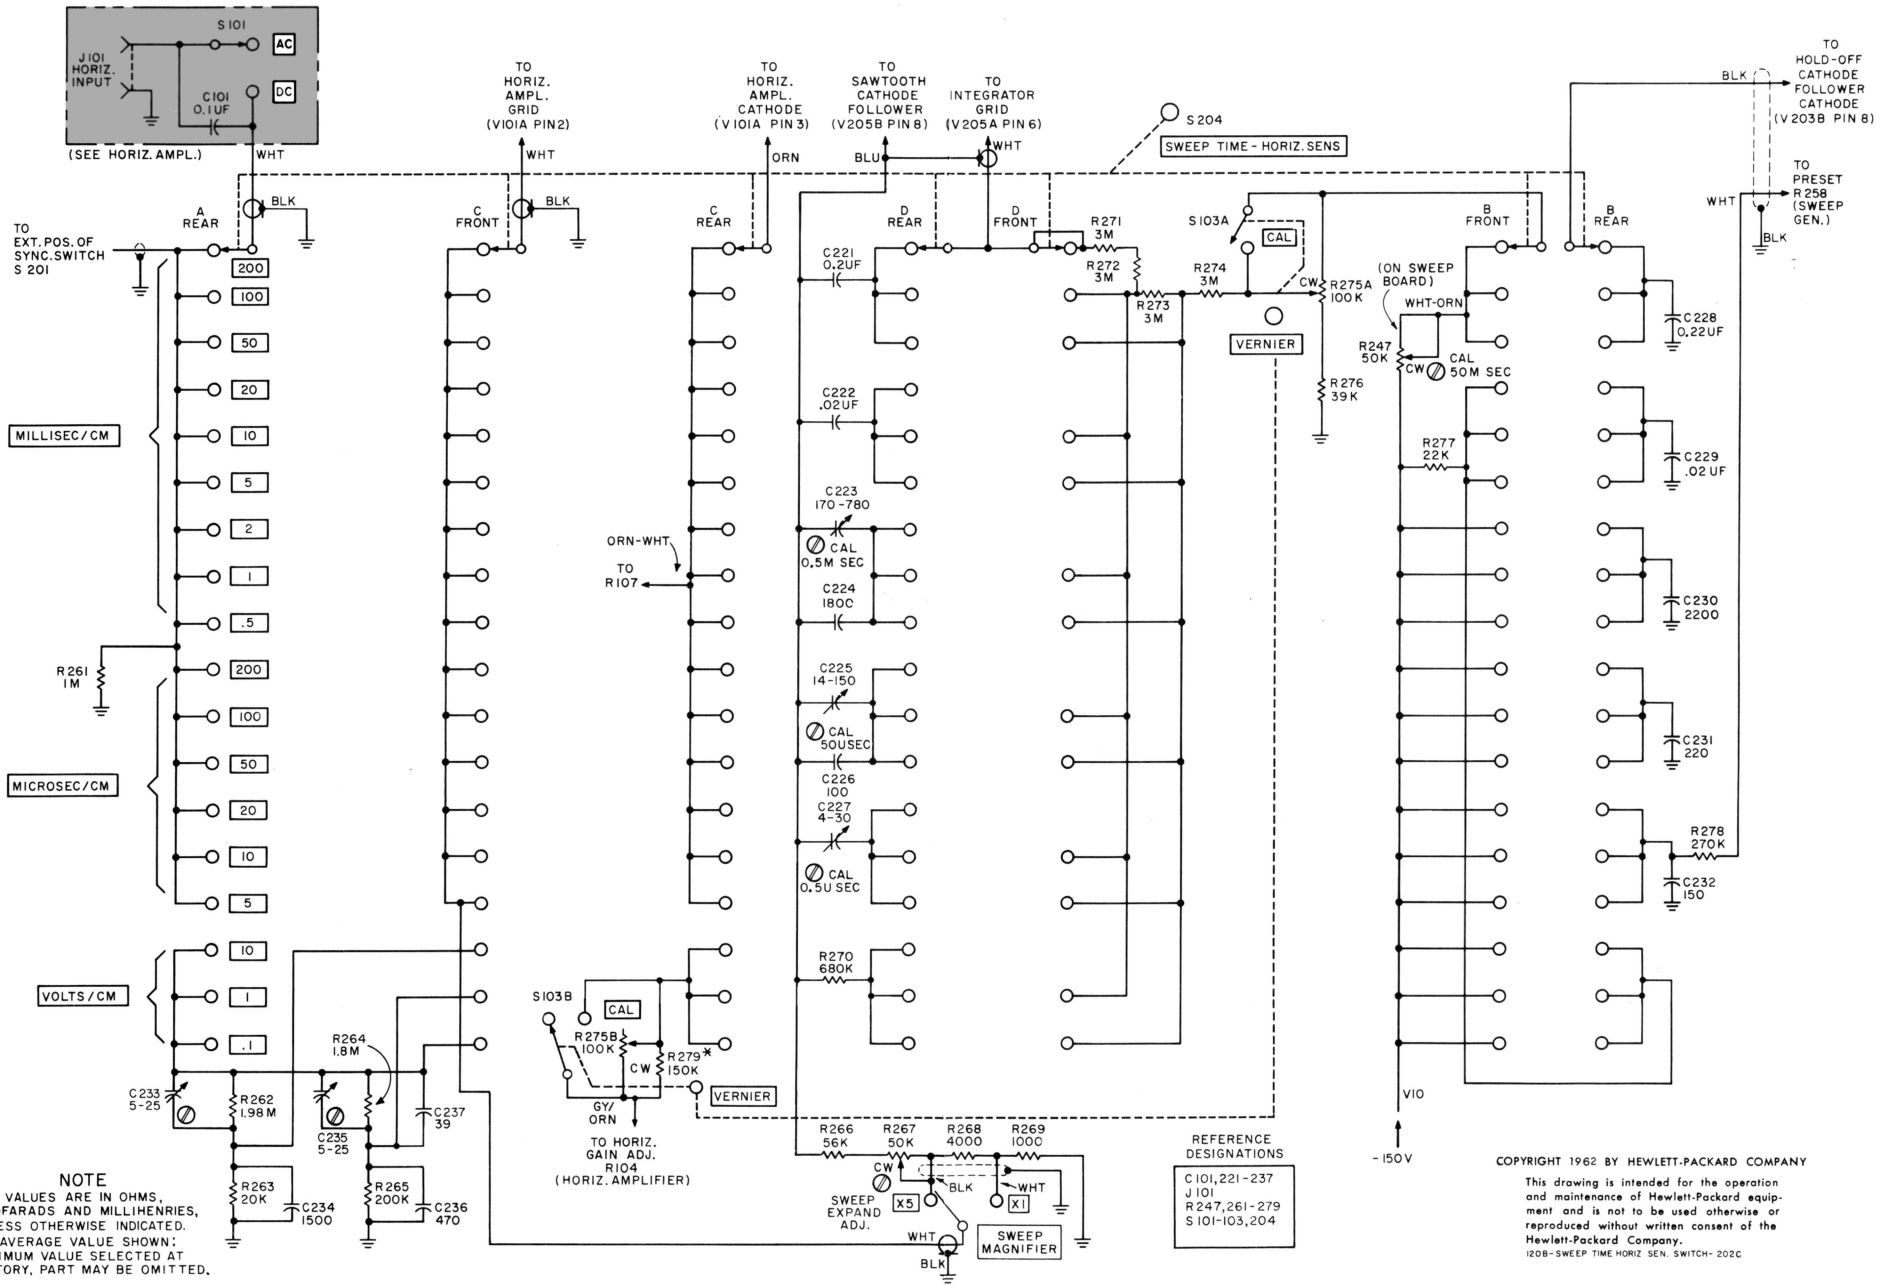 S101
AC
J101
HORIZ.
INPUT
C101
0.1UF
DC
(SEE HORIZ. AMPL.)
WHT
BLK
A
REAR
TO
EXT. POS. OF
SYNC. SWITCH
S 201
200
100
50
20
10
5
2
1
.5
200
100
50
20
10
5
10
1
.1
MILLISEC/CM
MICROSEC/CM
VOLTS/CM
R261
1M
C233
5-25
R262
1.98M
R263
20K
C234
1500
C235
5-25
R264
1.8M
R265
200K
C237
39
C236
470
NOTE
VALUES ARE IN OHMS,
OFARADS AND MILLIHENRIES,
ESS OTHERWISE INDICATED.
AVERAGE VALUE SHOWN:
IMUM VALUE SELECTED AT
TORY, PART MAY BE OMITTED.
TO
HORIZ.
AMPL.
GRID
(V101A PIN2)
WHT
BLK
C
FRONT
TO
HORIZ.
AMPL.
CATHODE
(V101A PIN 3)
ORN
C
REAR
ORN-WHT
TO
R107
S103B
CAL
R275B
100K
CW
R279*
150K
VERNIER
GY/
ORN
TO HORIZ.
GAIN ADJ.
R104
(HORIZ. AMPLIFIER)
TO
SAWTOOTH
CATHODE
FOLLOWER
(V205B PIN 8)
BLU
TO
INTEGRATOR
GRID
(V205A PIN 6)
WHT
D
REAR
D
FRONT
C221
0.2UF
C222
.02UF
C223
170-780
CAL
0.5M SEC
C224
1800
C225
14-150
CAL
50USEC
C226
100
C227
4-30
CAL
0.5U SEC
R270
680K
R266
56K
R267
50K
R268
4000
R269
1000
CW
SWEEP
EXPAND
ADJ.
X5
BLK
WHT
X1
WHT
BLK
SWEEP
MAGNIFIER
S 204
SWEEP TIME - HORIZ. SENS
R271
3M
R272
3M
R273
3M
R274
3M
S103A
CAL
CW
R275A
100K
VERNIER
R276
39K
(ON SWEEP
BOARD)
WHT-ORN
R247
50K
CW
CAL
50M SEC
R277
22K
B
FRONT
B
REAR
C228
0.22UF
C229
.02 UF
C230
2200
C231
220
R278
270K
C232
150
BLK
TO
HOLD-OFF
CATHODE
FOLLOWER
CATHODE
(V203B PIN 8)
WHT
TO
PRESET
R258
(SWEEP
GEN.)
BLK
V10
-150V
REFERENCE
DESIGNATIONS
C101,221-237
J101
R247,261-279
S101-103,204
COPYRIGHT 1962 BY HEWLETT-PACKARD COMPANY
This drawing is intended for the operation
and maintenance of Hewlett-Packard equip-
ment and is not to be used otherwise or
reproduced without written consent of the
Hewlett-Packard Company.
120B-SWEEP TIME HORIZ SEN. SWITCH-202C